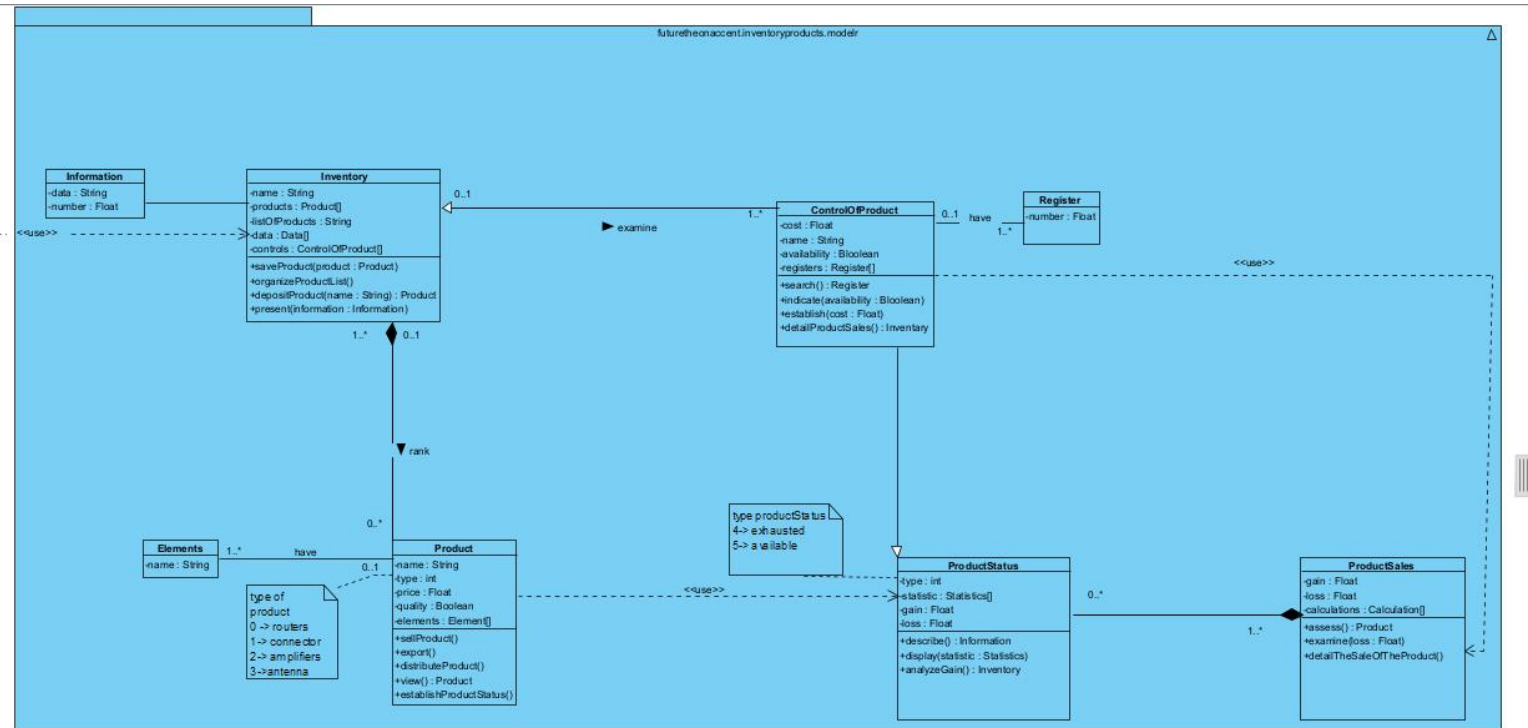 futuretheonaccent.inventoryproducts.modelr
Information
-data : String
-number : Float
<<use>>
Inventory
-name : String
-products : Product[]
-listOfProducts : String
-data : Data[]
-controls : ControlOfProduct[]
+saveProduct(product : Product)
+organizeProductList()
+depositProduct(name : String) : Product
+present(information : Information)
0..1
examine
1..*
ControlOfProduct
-cost : Float
-name : String
-availability : Bloolean
-registers : Register[]
+search() : Register
+indicate(availability : Bloolean)
+establish(cost : Float)
+detailProductSales() : Inventary
0..1
have
1..*
Register
-number : Float
<<use>>
1..*
0..1
rank
0..*
Elements
-name : String
1..*
have
0..1
type of
product
0 -> routers
1-> connector
2-> amplifiers
3->antenna
Product
-name : String
-type : int
-price : Float
-quality : Boolean
-elements : Element[]
+sellProduct()
+export()
+distributeProduct()
+view() : Product
+establishProductStatus()
<<use>>
type productStatus
4-> exhausted
5-> available
ProductStatus
-type : int
-statistic : Statistics[]
-gain : Float
-loss : Float
+describe() : Information
+display(statistic : Statistics)
+analyzeGain() : Inventory
0..*
1..*
ProductSales
-gain : Float
-loss : Float
-calculations : Calculation[]
+assess() : Product
+examine(loss : Float)
+detailTheSaleOfTheProduct()